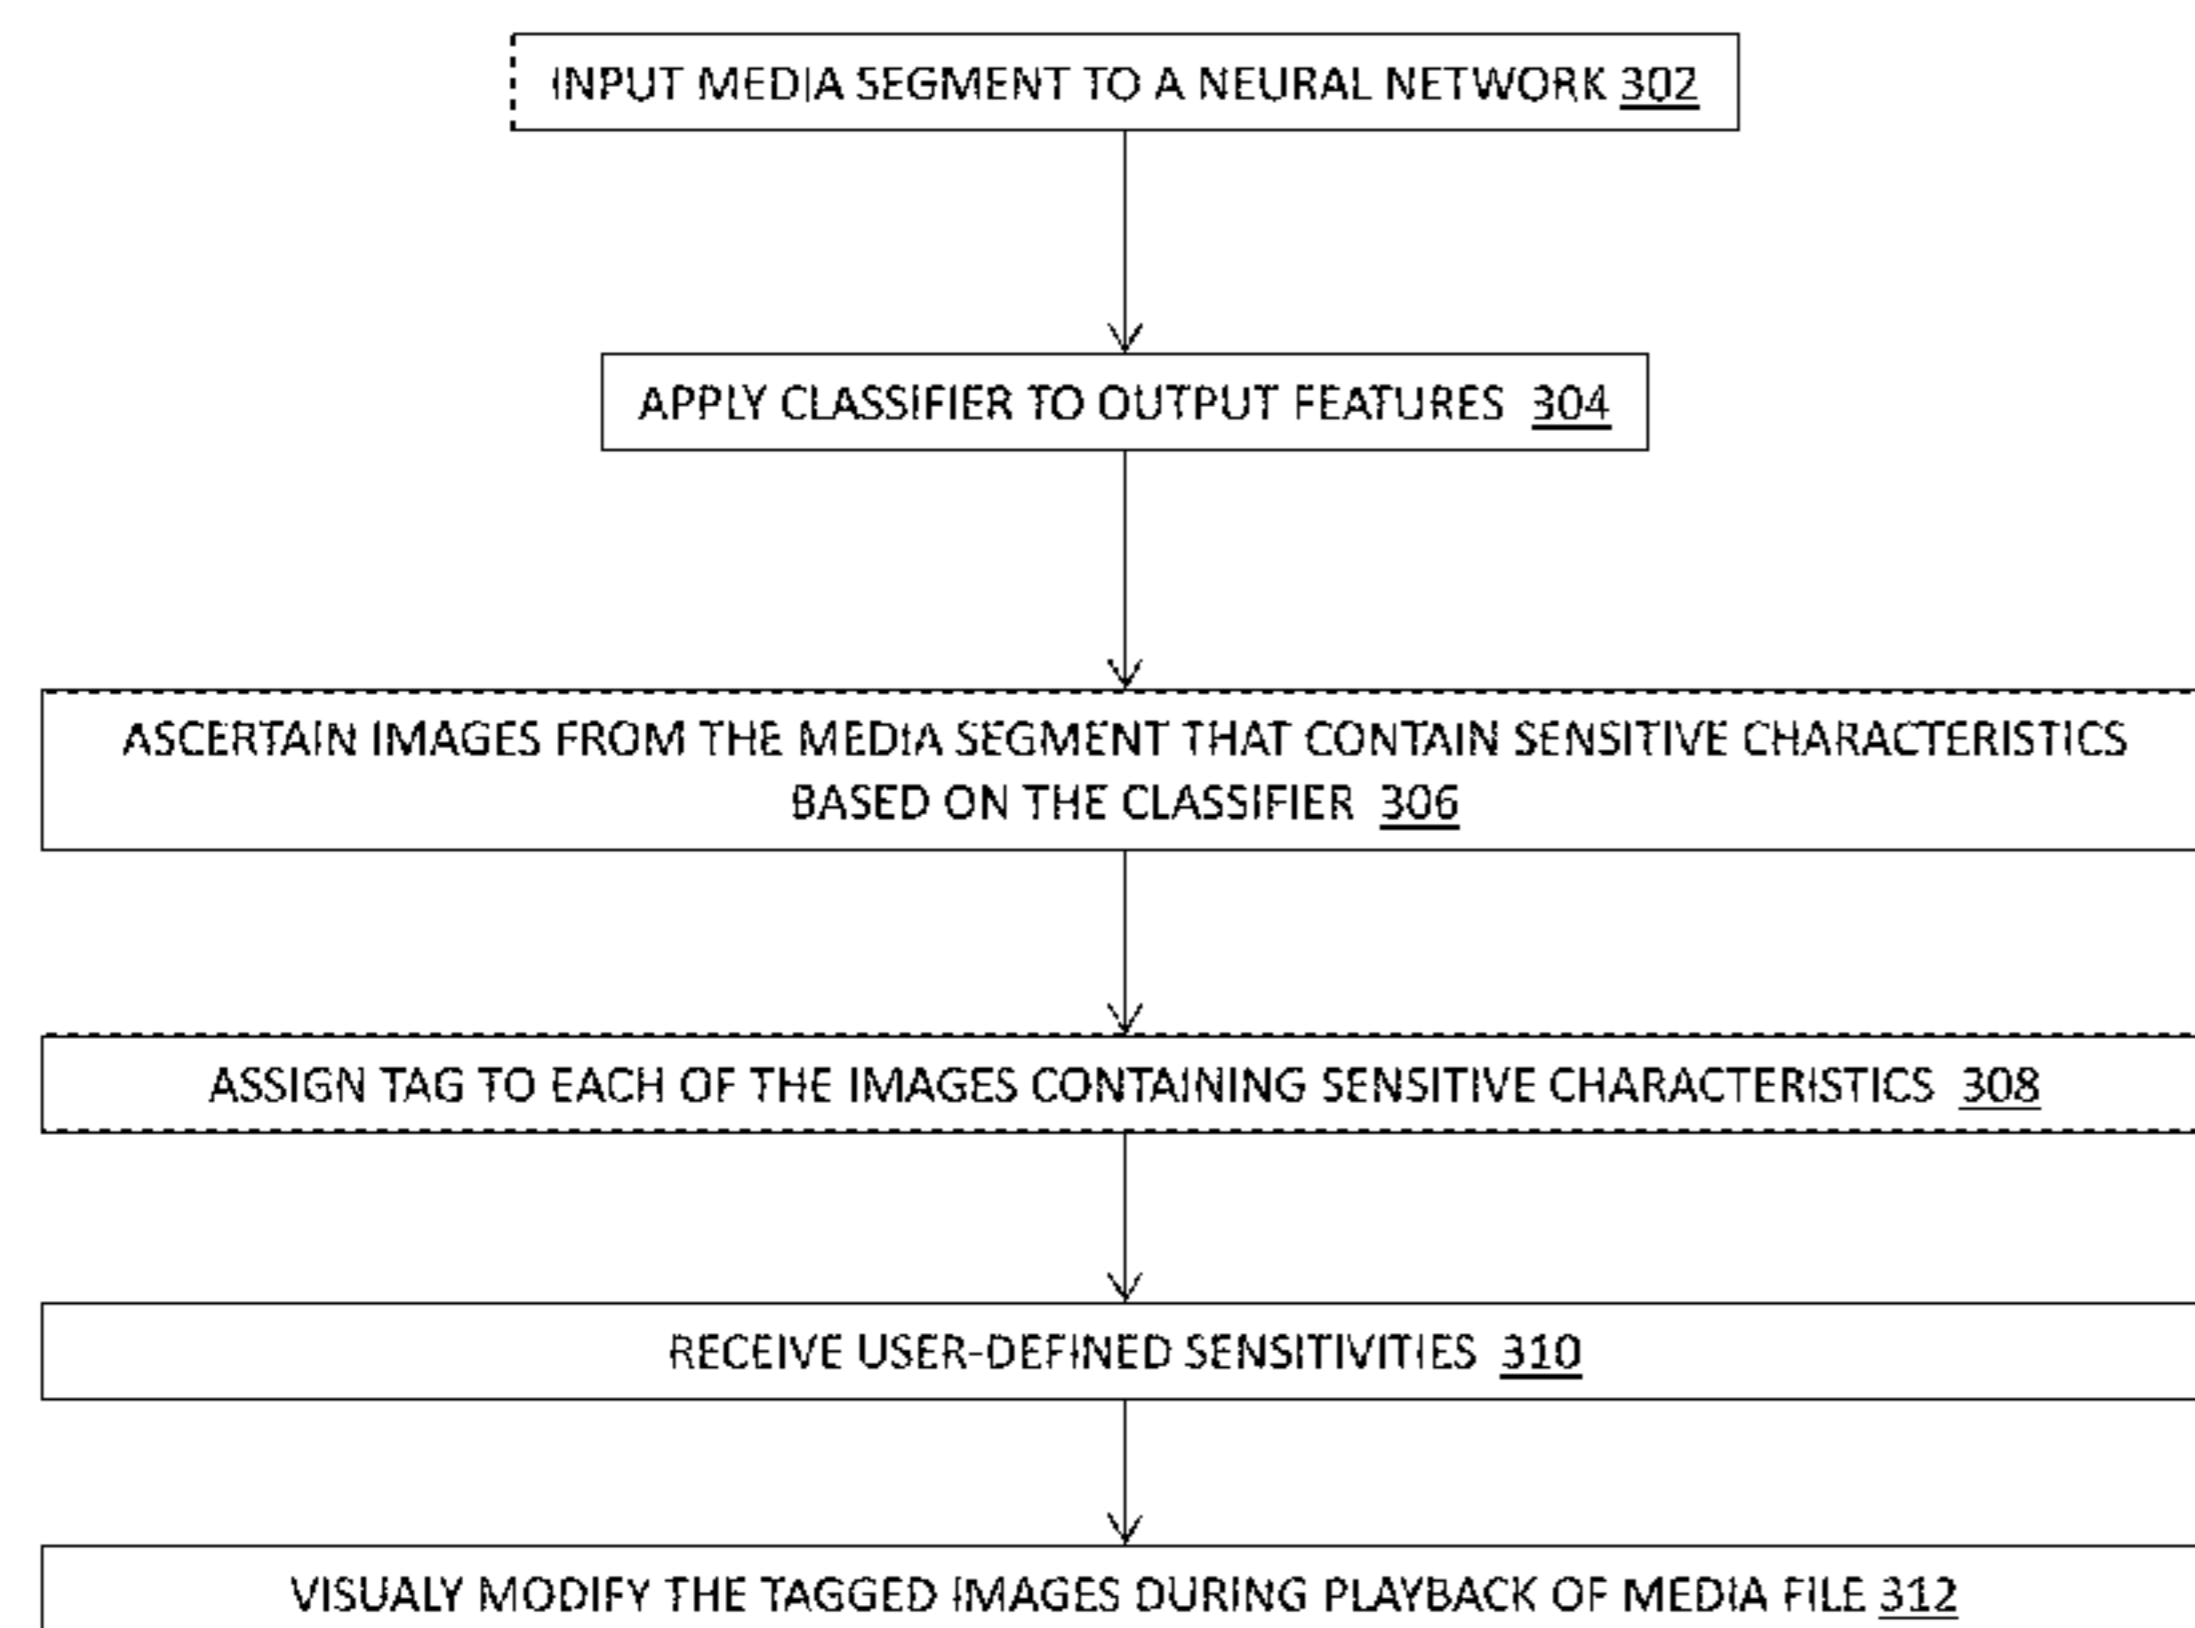 INPUT MEDIA SEGMENT TO A NEURAL NETWORK 302
APPLY CLASSIFIER TO OUTPUT FEATURES 304
ASCERTAIN IMAGES FROM THE MEDIA SEGMENT THAT CONTAIN SENSITIVE CHARACTERISTICS
BASED ON THE CLASSIFIER 306
ASSIGN TAG TO EACH OF THE IMAGES CONTAINING SENSITIVE CHARACTERISTICS 308
RECEIVE USER-DEFINED SENSITIVITIES 310
VISUALY MODIFY THE TAGGED IMAGES DURING PLAYBACK OF MEDIA FILE 312